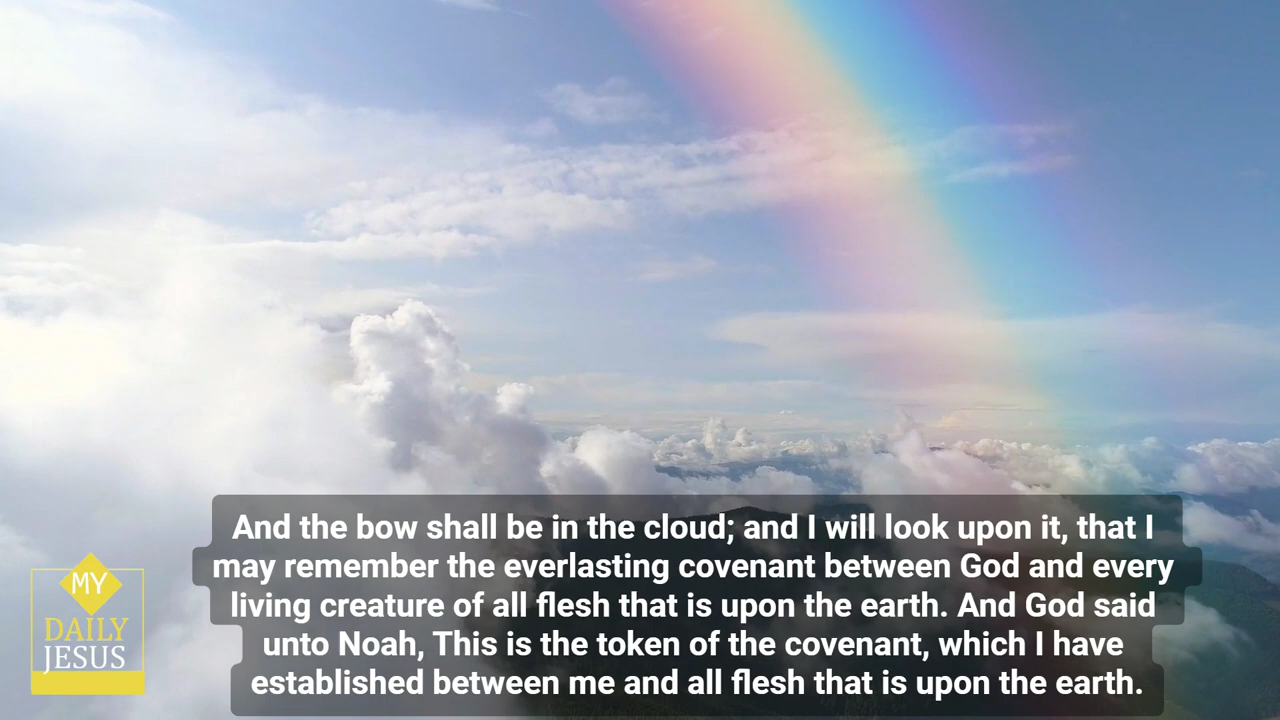 And the bow shall be in the cloud; and I will look upon it, that I
may remember the everlasting covenant between God and every
living creature of all flesh that is upon the earth. And God said
unto Noah, This is the token of the covenant, which I have
established between me and all flesh that is upon the earth.
MY
DAILY
JESUS